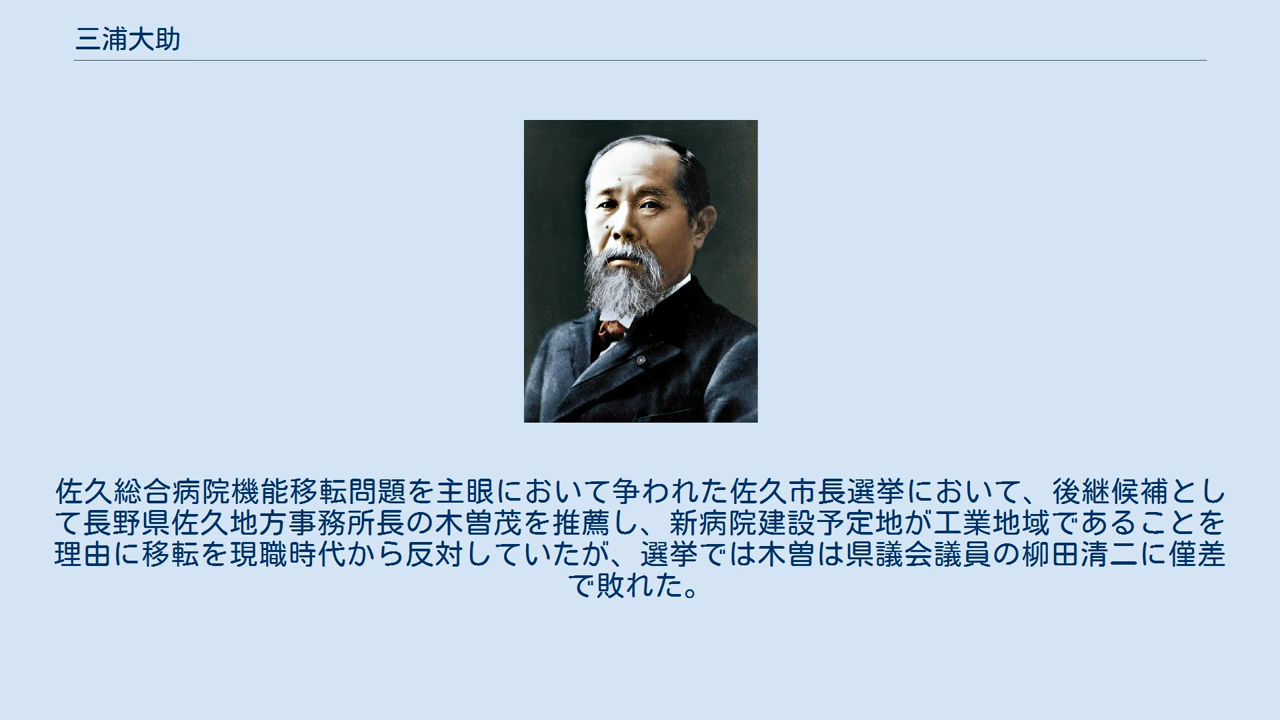 三浦大助
佐久総合病院機能移転問題を主眼において争われた佐久市長選挙において、後継候補とし
て長野県佐久地方事務所長の木曽茂を推薦し、新病院建設予定地が工業地域であることを
理由に移転を現職時代から反対していたが、選挙では木曽は県議会議員の柳田清二に僅差
で敗れた。